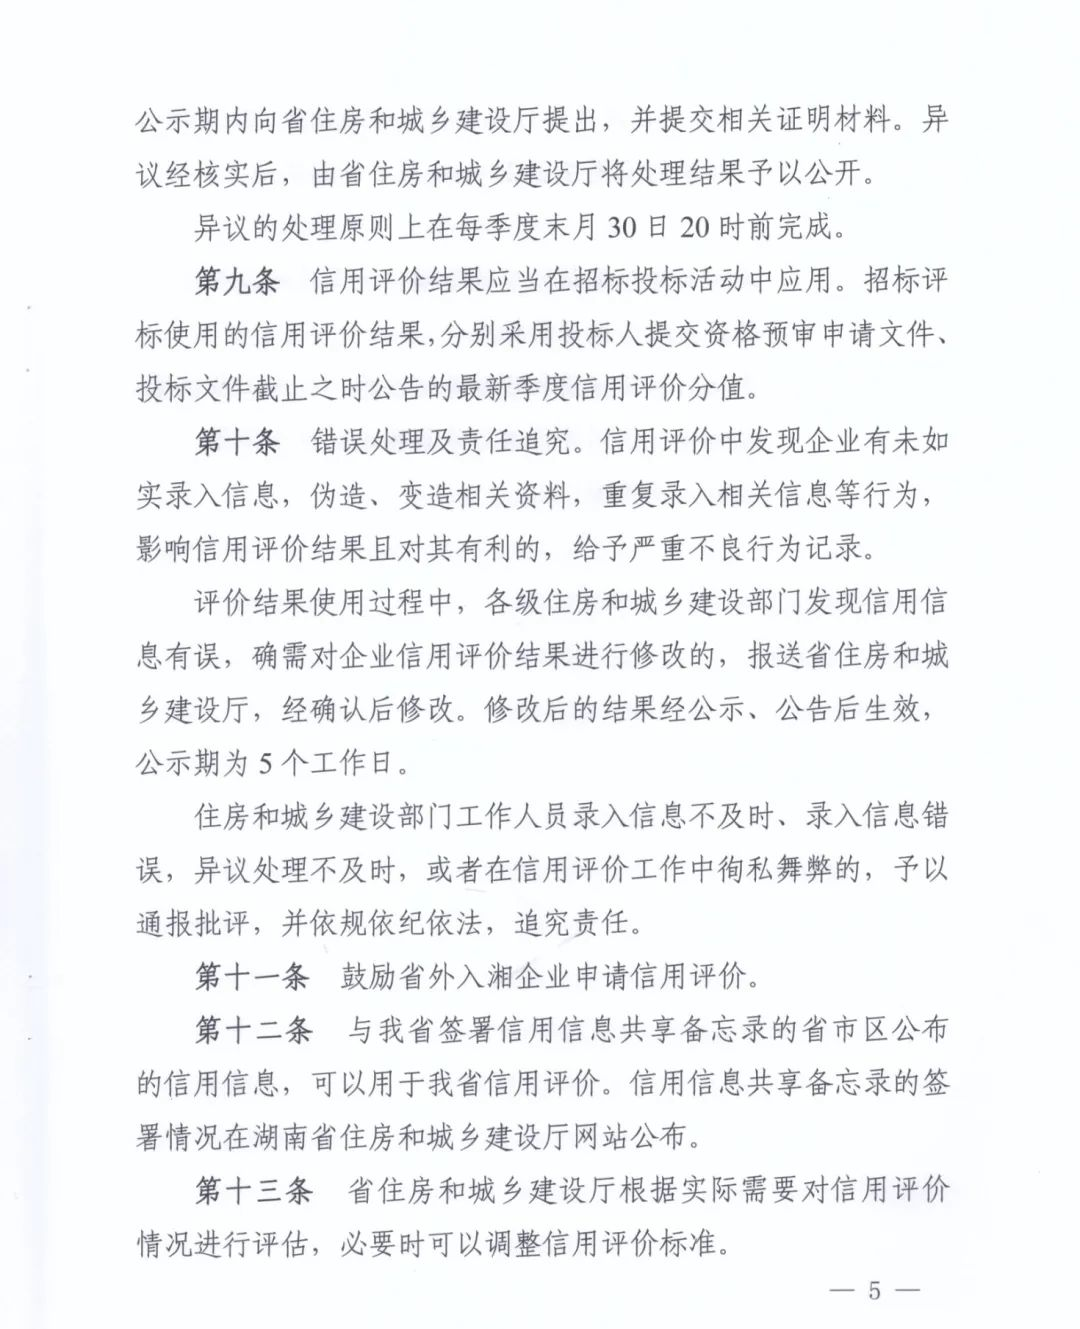 公示期内向省住房和城乡建设厅提出，并提交相关证明材料。异
议经核实后，由省住房和城乡建设厅将处理结果予以公开。
异议的处理原则上在每季度末月 30 日 20 时前完成。
第九条 信用评价结果应当在招标投标活动中应用。招标评
标使用的信用评价结果，分别采用投标人提交资格预审申请文件、
投标文件截止之时公告的最新季度信用评价分值。
第十条 错误处理及责任追究。信用评价中发现企业有未如
实录入信息，伪造、变造相关资料，重复录入相关信息等行为，
影响信用评价结果且对其有利的，给予严重不良行为记录。
评价结果使用过程中，各级住房和城乡建设部门发现信用信
息有误，确需对企业信用评价结果进行修改的，报送省住房和城
乡建设厅，经确认后修改。修改后的结果经公示、公告后生效，
公示期为 5 个工作日。
住房和城乡建设部门工作人员录入信息不及时、录入信息错
误，异议处理不及时，或者在信用评价工作中徇私舞弊的，予以
通报批评，并依规依纪依法，追究责任。
第十一条 鼓励省外入湘企业申请信用评价。
第十二条 与我省签署信用信息共享备忘录的省市区公布
的信用信息，可以用于我省信用评价。信用信息共享备忘录的签
署情况在湖南省住房和城乡建设厅网站公布。
第十三条 省住房和城乡建设厅根据实际需要对信用评价
情况进行评估，必要时可以调整信用评价标准。
— 5 —